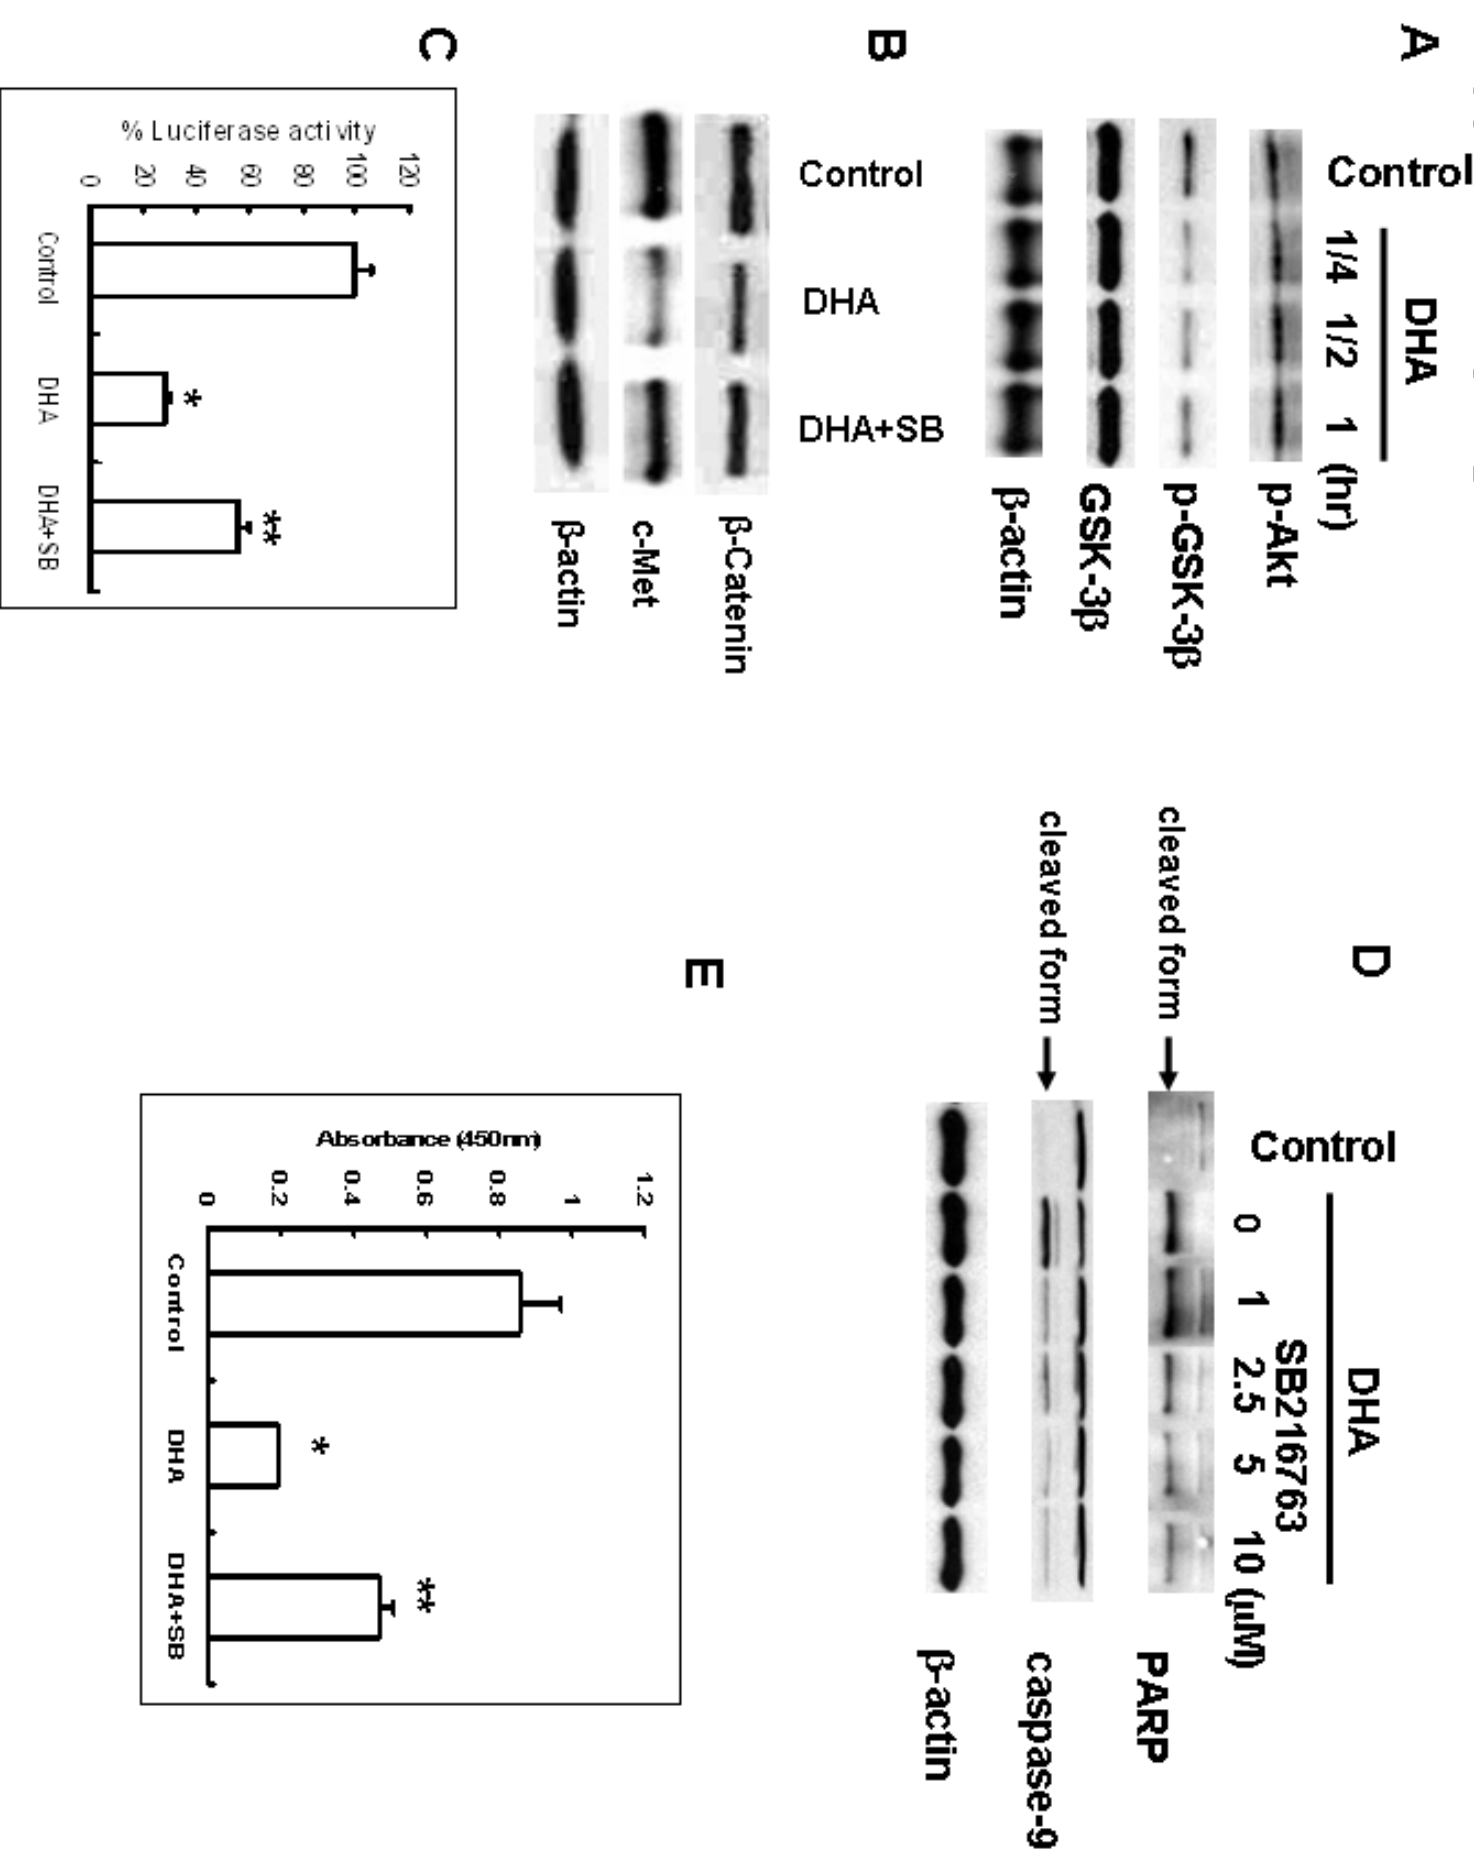 A
DHA
Control 1/4 1/2 1 (hr)
p-Akt
p-GSK-3β
GSK-3β
β-actin
B
Control DHA DHA+SB
β-Catenin
c-Met
β-actin
C
% Luciferase activity
120
100
80
60
40
20
0
Control DHA DHA+SB
*
**
D
DHA
SB216763
Control 0 1 2.5 5 10 (μM)
cleaved form
PARP
cleaved form
caspase-9
β-actin
E
Absorbance (450nm)
1.2
1
0.8
0.6
0.4
0.2
0
Control DHA DHA+SB
*
**